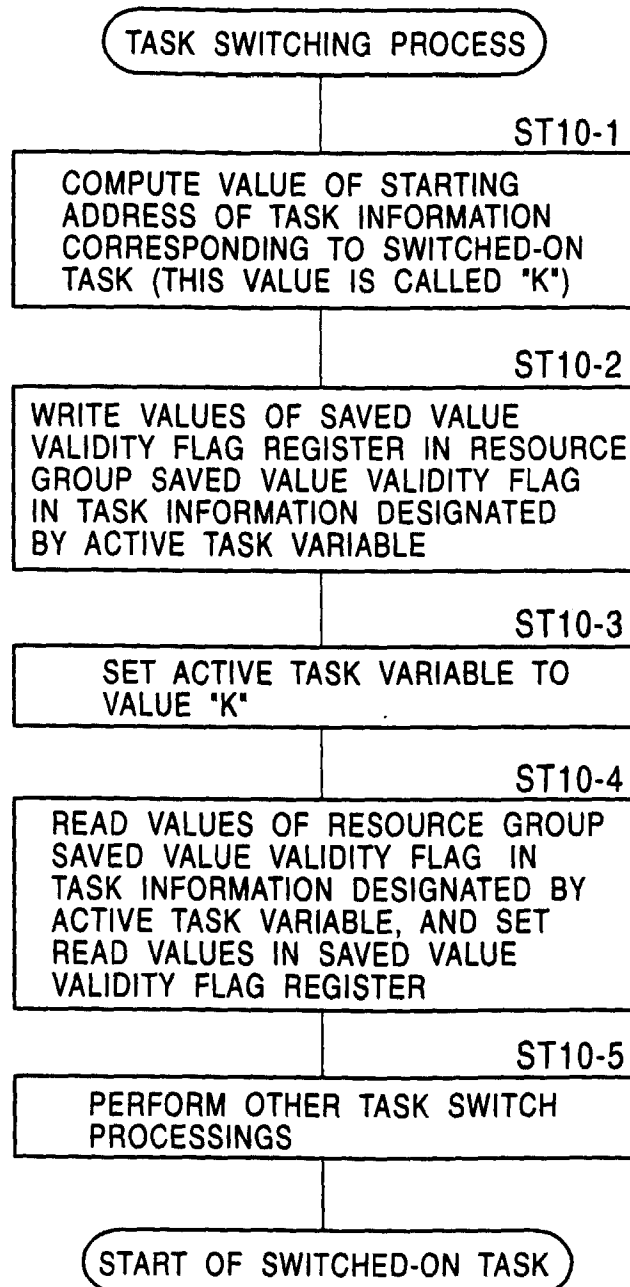 TASK SWITCHING PROCESS
ST10-1
COMPUTE VALUE OF STARTING
ADDRESS OF TASK INFORMATION
CORRESPONDING TO SWITCHED-ON
TASK (THIS VALUE IS CALLED "K")
ST10-2
WRITE VALUES OF SAVED VALUE
VALIDITY FLAG REGISTER IN RESOURCE
GROUP SAVED VALUE VALIDITY FLAG
IN TASK INFORMATION DESIGNATED
BY ACTIVE TASK VARIABLE
ST10-3
SET ACTIVE TASK VARIABLE TO
VALUE "K"
ST10-4
READ VALUES OF RESOURCE GROUP
SAVED VALUE VALIDITY FLAG IN
TASK INFORMATION DESIGNATED BY
ACTIVE TASK VARIABLE, AND SET
READ VALUES IN SAVED VALUE
VALIDITY FLAG REGISTER
ST10-5
PERFORM OTHER TASK SWITCH
PROCESSINGS
START OF SWITCHED-ON TASK